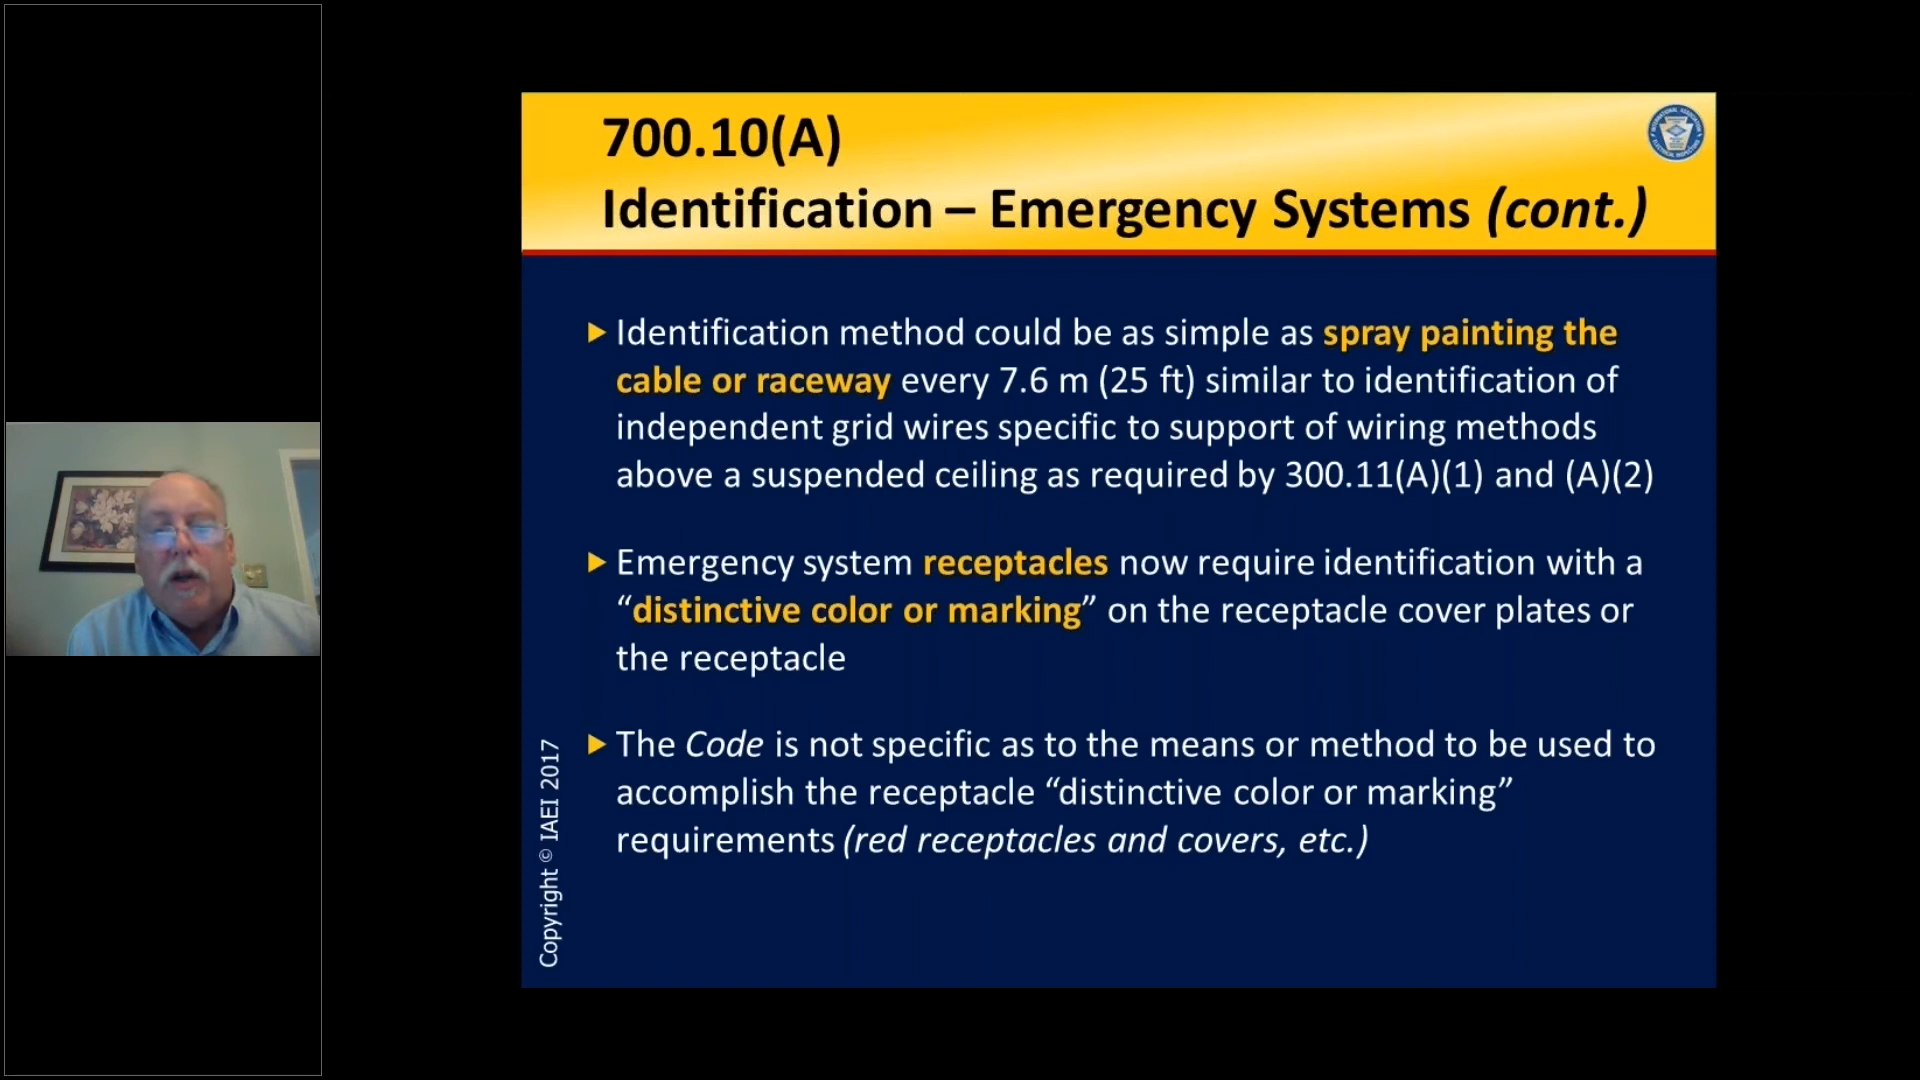 700.10(A)
Identification – Emergency Systems (cont.)
Identification method could be as simple as spray painting the
cable or raceway every 7.6 m (25 ft) similar to identification of
independent grid wires specific to support of wiring methods
above a suspended ceiling as required by 300.11(A)(1) and (A)(2)
Emergency system receptacles now require identification with a
“distinctive color or marking” on the receptacle cover plates or
the receptacle
The Code is not specific as to the means or method to be used to
accomplish the receptacle “distinctive color or marking”
requirements (red receptacles and covers, etc.)
Copyright © IAEI 2017